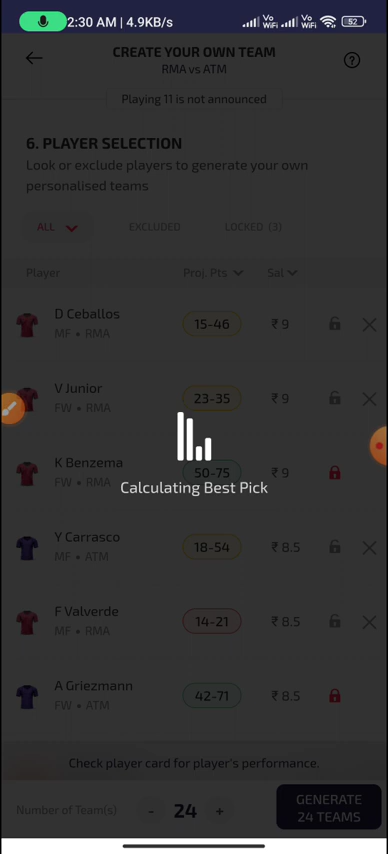 2:30 AM | 4.9KB/s
Vo WiFi Vo WiFi 52
CREATE YOUR OWN TEAM
RMA vs ATM
?
Playing 11 is not announced
6. PLAYER SELECTION
Look or exclude players to generate your own
personalised teams
ALL EXCLUDED LOCKED (3)
Player Proj. Pts Sal
D Ceballos
MF • RMA
15-46 ₹ 9
V Junior
FW • RMA
23-35 ₹ 9
K Benzema
FW • RMA
50-75 ₹ 9
Calculating Best Pick
Y Carrasco
MF • ATM
18-54 ₹ 8.5
F Valverde
MF • RMA
14-21 ₹ 8.5
A Griezmann
FW • ATM
42-71 ₹ 8.5
Check player card for player's performance.
Number of Team(s) - 24 +
GENERATE
24 TEAMS